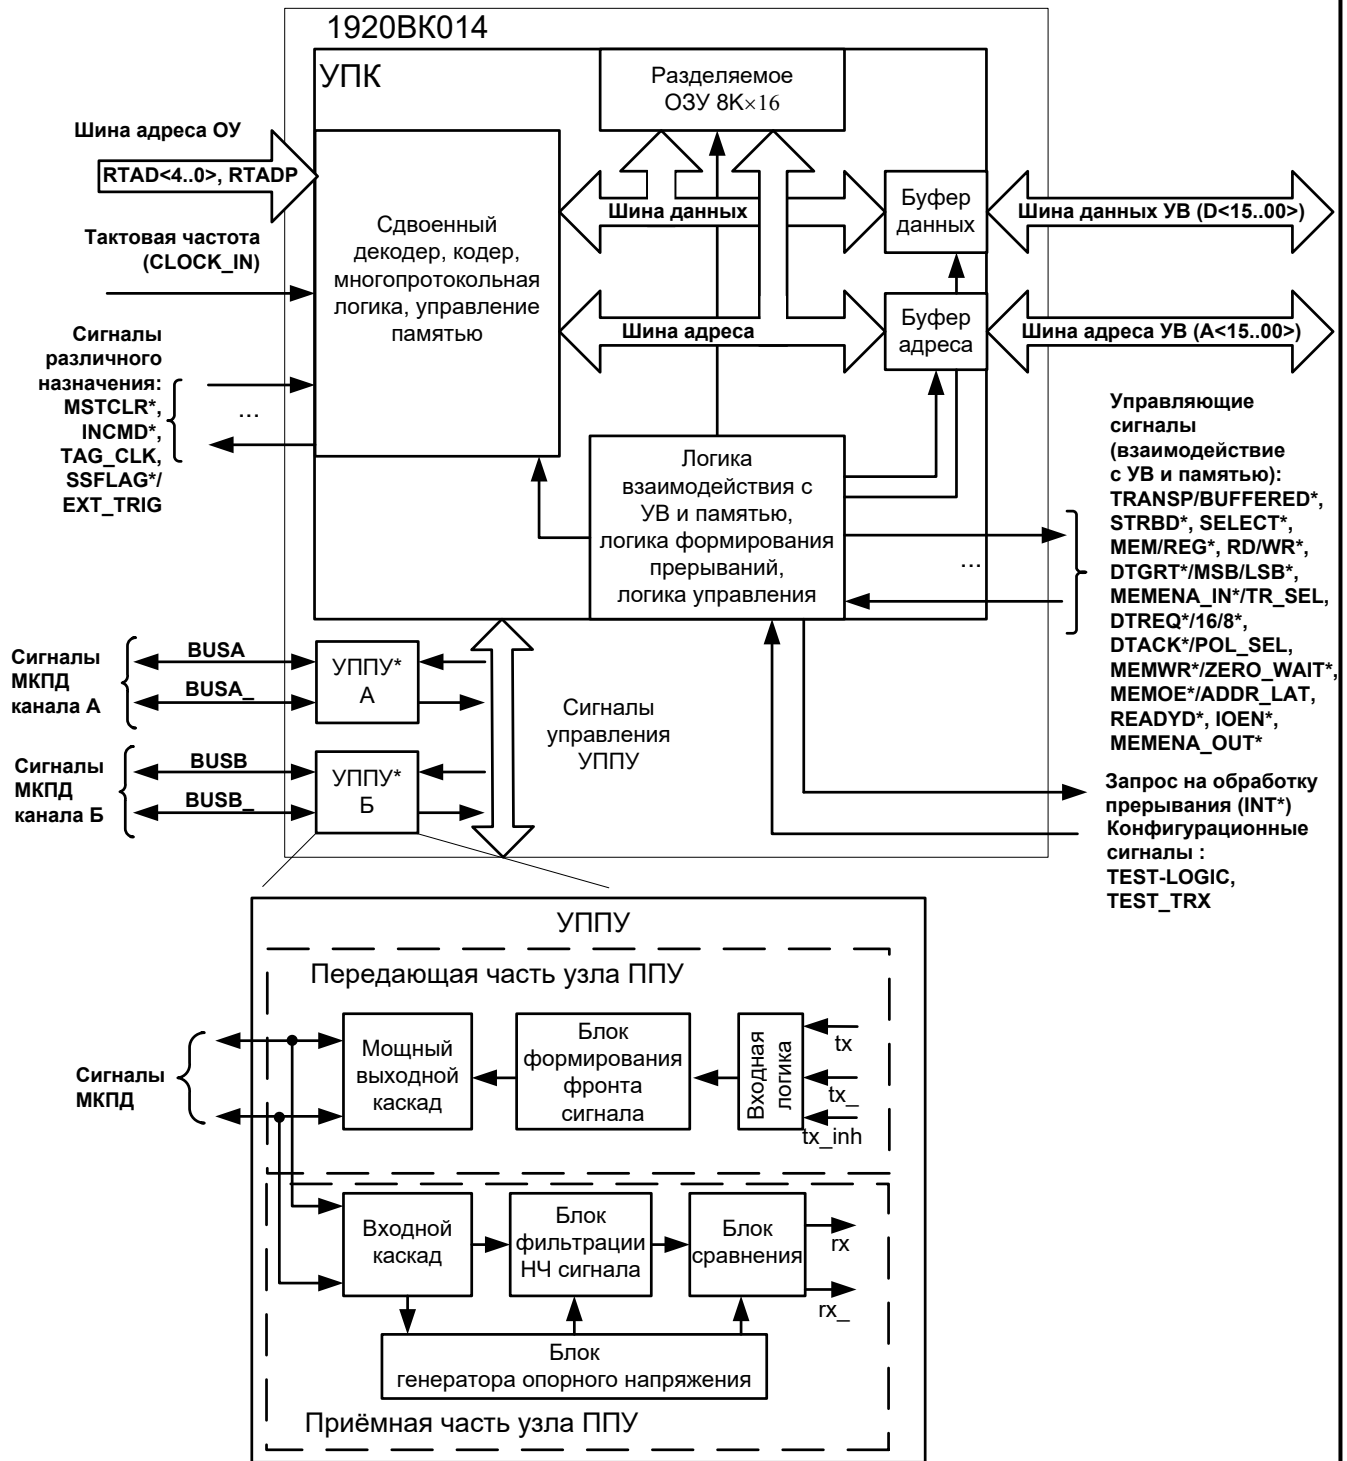 1920ВК014
УПК
Разделяемое
ОЗУ 8K×16
Шина адреса ОУ
RTAD<4..0>, RTADP
Тактовая частота
(CLOCK_IN)
Сигналы
различного
назначения:
MSTCLR*,
INCMD*,
TAG_CLK,
SSFLAG*/
EXT_TRIG
...
Сдвоенный
декодер, кодер,
многопротокольная
логика, управление
памятью
Шина данных
Шина адреса
Буфер
данных
Буфер
адреса
Шина данных УВ (D<15..00>)
Шина адреса УВ (A<15..00>)
Логика
взаимодействия с
УВ и памятью,
логика формирования
прерываний,
логика управления
...
Управляющие
сигналы
(взаимодействие
с УВ и памятью):
TRANSP/BUFFERED*,
STRBD*, SELECT*,
MEM/REG*, RD/WR*,
DTGRT*/MSB/LSB*,
MEMENA_IN*/TR_SEL,
DTREQ*/16/8*,
DTACK*/POL_SEL,
MEMWR*/ZERO_WAIT*,
MEMOE*/ADDR_LAT,
READYD*, IOEN*,
MEMENA_OUT*
Запрос на обработку
прерывания (INT*)
Конфигурационные
сигналы :
TEST-LOGIC,
TEST_TRX
Сигналы
МКПД
канала А
BUSA
BUSA_
УППУ*
А
Сигналы
МКПД
канала Б
BUSB
BUSB_
УППУ*
Б
Сигналы
управления
УППУ
УППУ
Передающая часть узла ППУ
Сигналы
МКПД
Мощный
выходной
каскад
Блок
формирования
фронта
сигнала
Входная
логика
tx
tx_
tx_inh
Входной
каскад
Блок
фильтрации
НЧ сигнала
Блок
сравнения
rx
rx_
Блок
генератора опорного напряжения
Приёмная часть узла ППУ